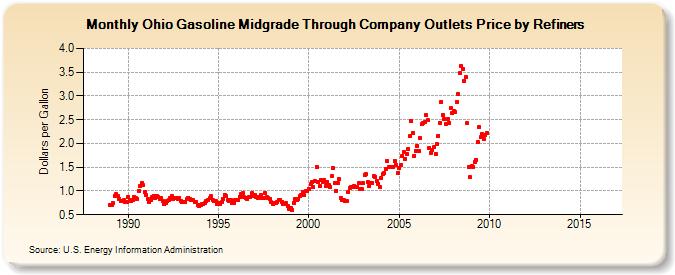 Monthly Ohio Gasoline Midgrade Through Company Outlets Price by Refiners
Dollars per Gallon
4.0
3.5
3.0
2.5
2.0
1.5
1.0
0.5
1990 1995 2000 2005 2010 2015
Source: U.S. Energy Information Administration